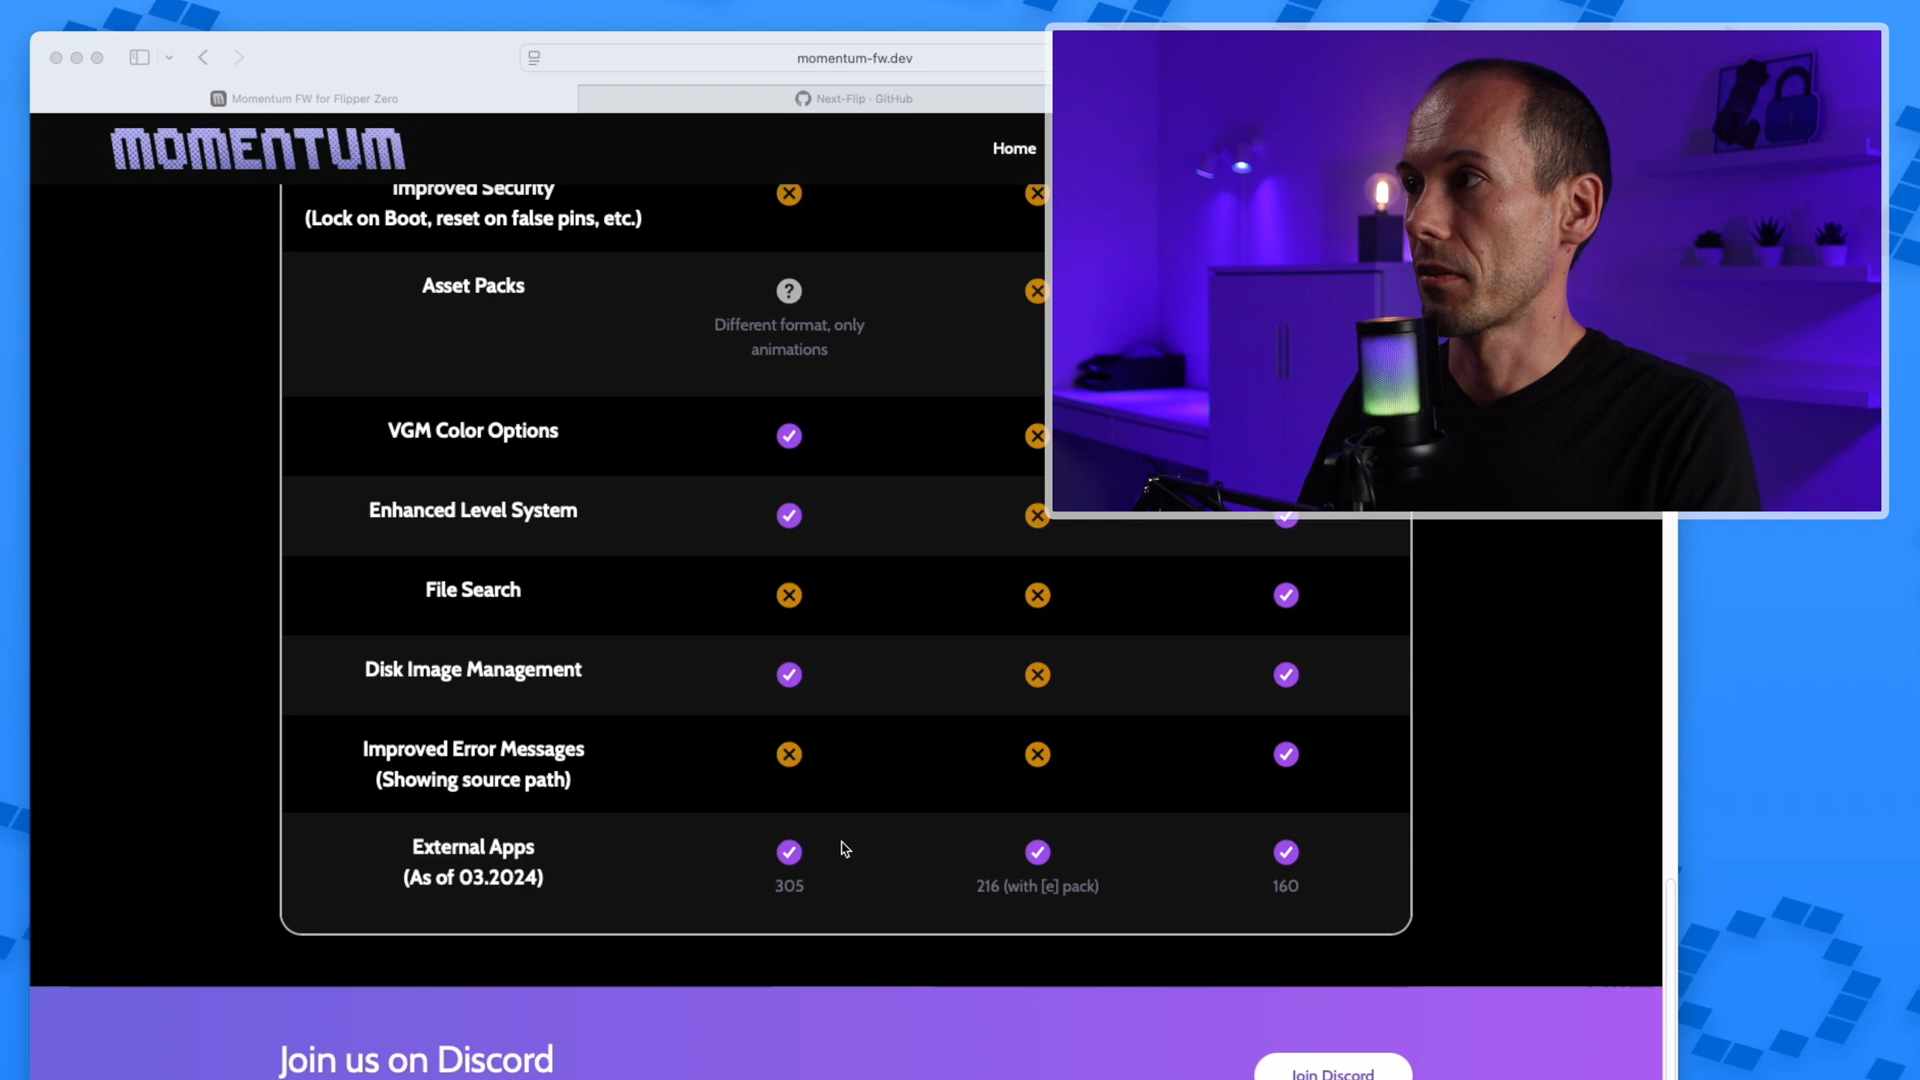 momentum-fw.dev
Momentum FW for Flipper Zero
Next-Flip · GitHub
MOMENTUM
Home
Improved Security
(Lock on Boot, reset on false pins, etc.)
Asset Packs
?
Different format, only
animations
VGM Color Options
Enhanced Level System
File Search
Disk Image Management
Improved Error Messages
(Showing source path)
External Apps
(As of 03.2024)
305
216 (with [e] pack)
160
Join us on Discord
Join Discord